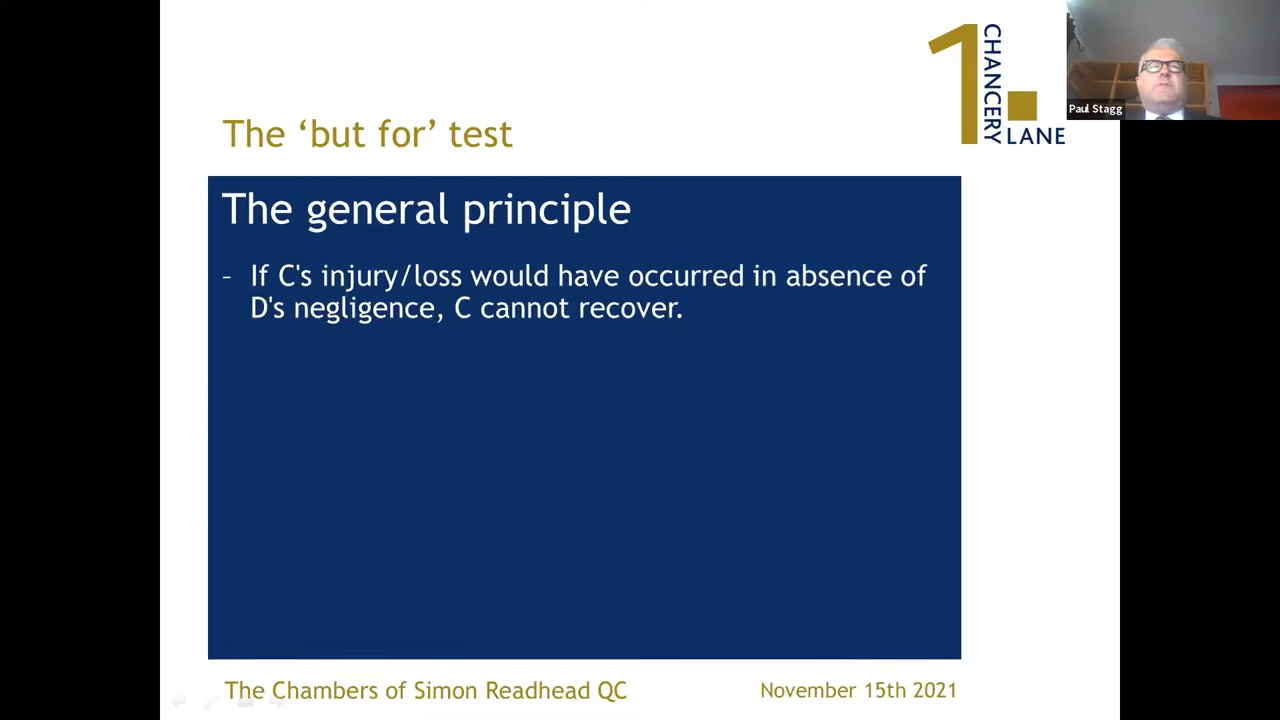 1 CHANCERY LANE
Paul Stagg
The ‘but for’ test
The general principle
– If C's injury/loss would have occurred in absence of
D's negligence, C cannot recover.
The Chambers of Simon Readhead QC
November 15th 2021